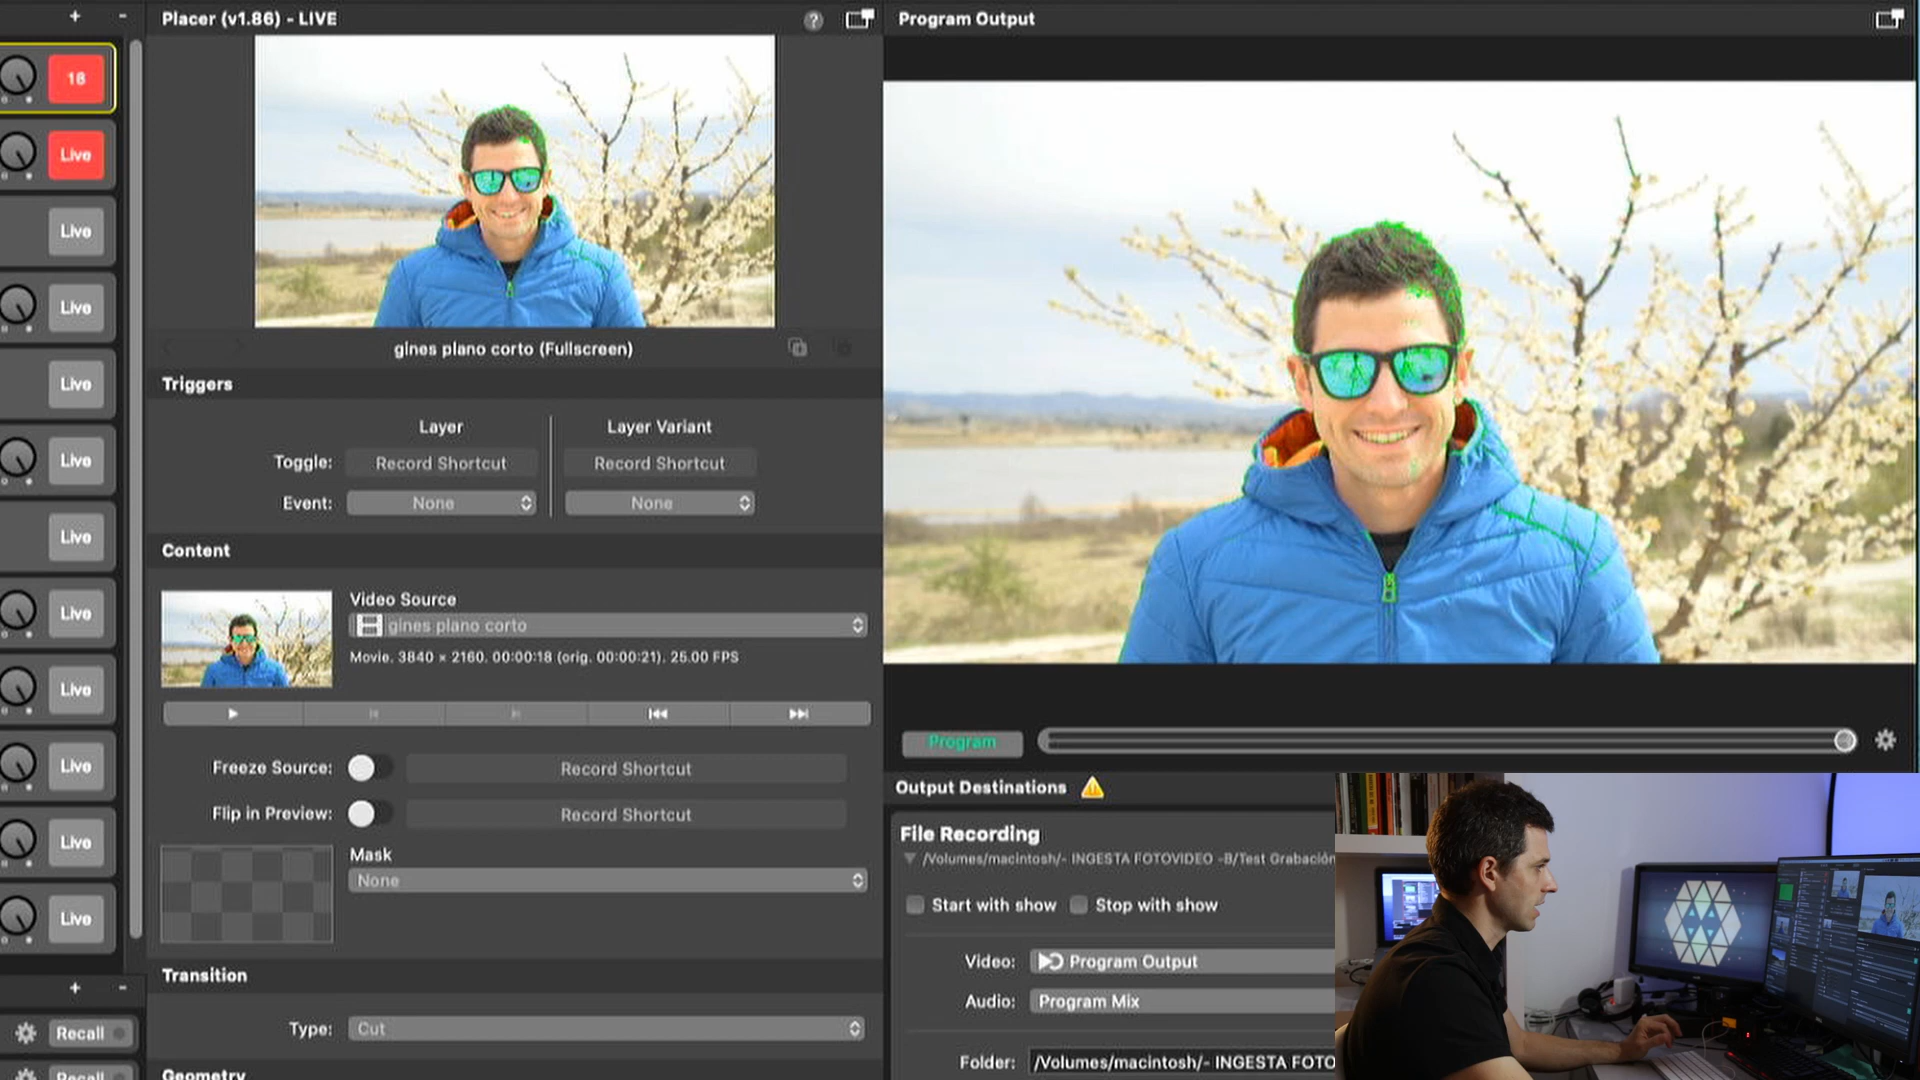 + -
18
Live
Live
Live
Live
Live
Live
Live
Live
Live
Live
Live
+ -
Recall
Recall
Placer (v1.86) - LIVE
?
gines plano corto (Fullscreen)
Triggers
Layer
Layer Variant
Toggle:
Record Shortcut
Record Shortcut
Event:
None
None
Content
Video Source
gines plano corto
Movie, 3840 × 2160, 00:00:18 (orig. 00:00:21), 25.00 FPS
Freeze Source:
Record Shortcut
Flip in Preview:
Record Shortcut
Mask
None
Transition
Type:
Cut
Geometry
Program Output
Program
Output Destinations
File Recording
/Volumes/macintosh/- INGESTA FOTOVIDEO -B/Test Grabación
Start with show
Stop with show
Video:
Program Output
Audio:
Program Mix
Folder:
/Volumes/macintosh/- INGESTA FOTO